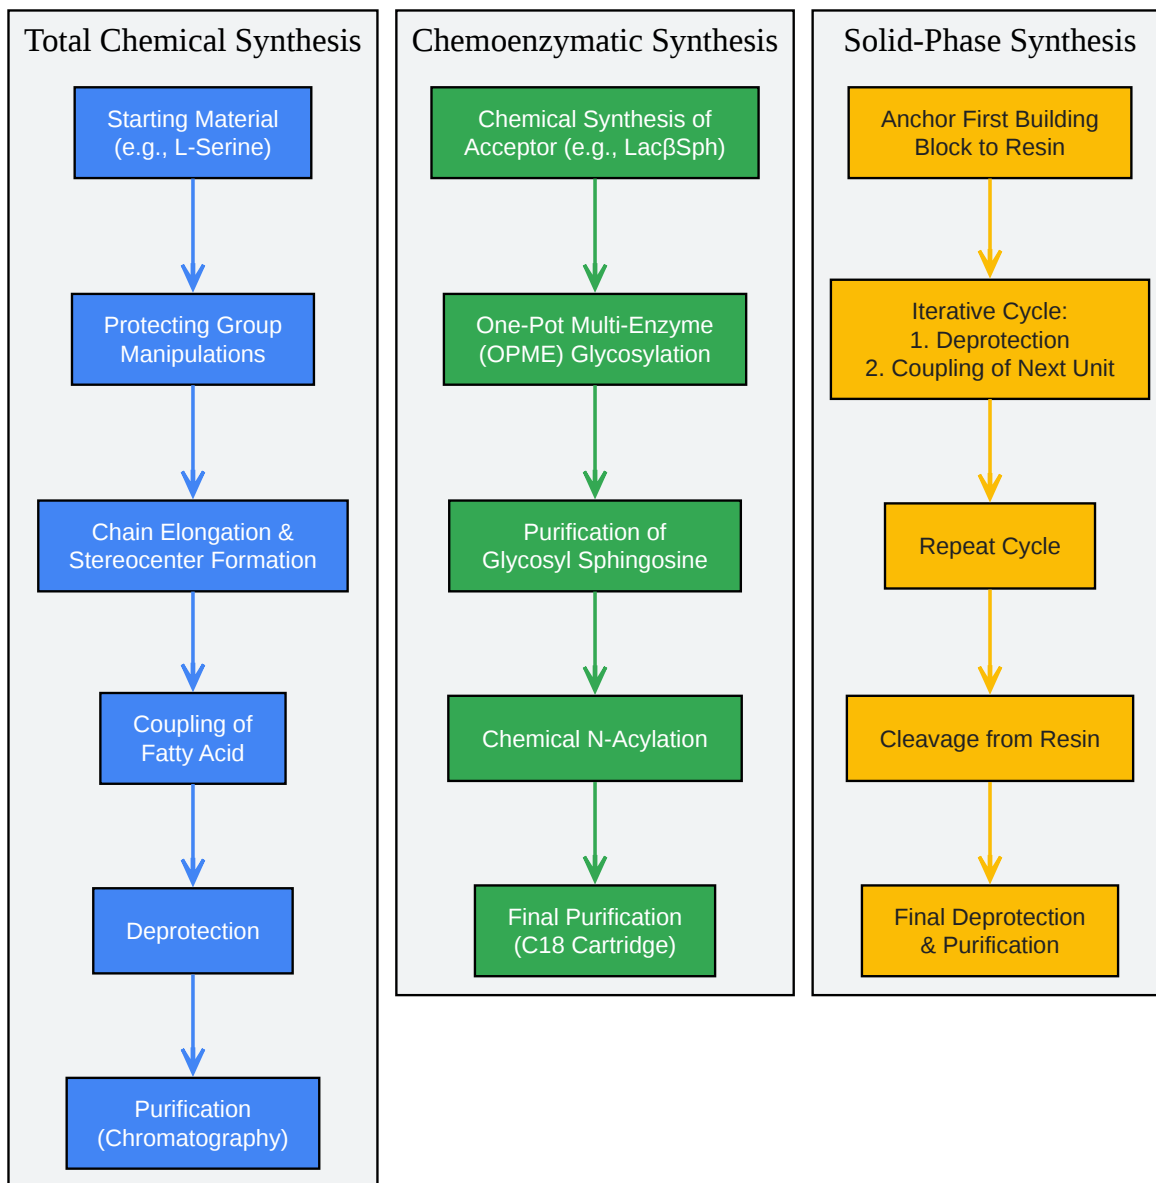 Total Chemical Synthesis
Starting Material
(e.g., L-Serine)
Protecting Group
Manipulations
Chain Elongation &
Stereocenter Formation
Coupling of
Fatty Acid
Deprotection
Purification
(Chromatography)
Chemoenzymatic Synthesis
Chemical Synthesis of
Acceptor (e.g., LacβSph)
One-Pot Multi-Enzyme
(OPME) Glycosylation
Purification of
Glycosyl Sphingosine
Chemical N-Acylation
Final Purification
(C18 Cartridge)
Solid-Phase Synthesis
Anchor First Building
Block to Resin
Iterative Cycle:
1. Deprotection
2. Coupling of Next Unit
Repeat Cycle
Cleavage from Resin
Final Deprotection
& Purification